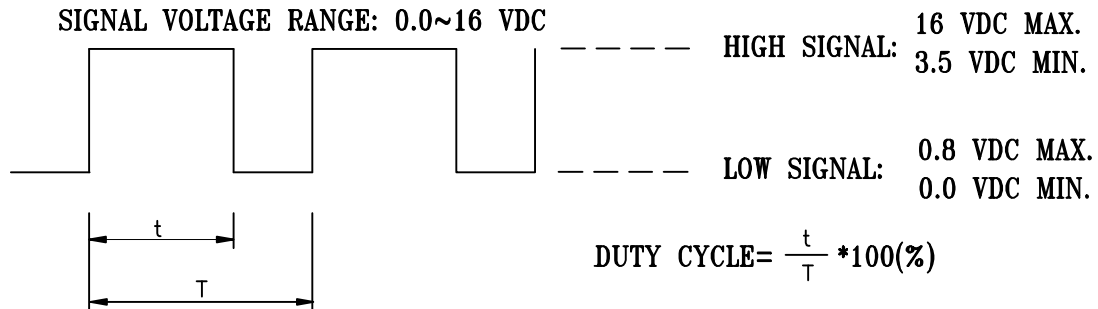 SIGNAL VOLTAGE RANGE: 0.0~16 VDC
HIGH SIGNAL: 16 VDC MAX.
3.5 VDC MIN.
LOW SIGNAL: 0.8 VDC MAX.
0.0 VDC MIN.
t
T
DUTY CYCLE= t/T *100(%)